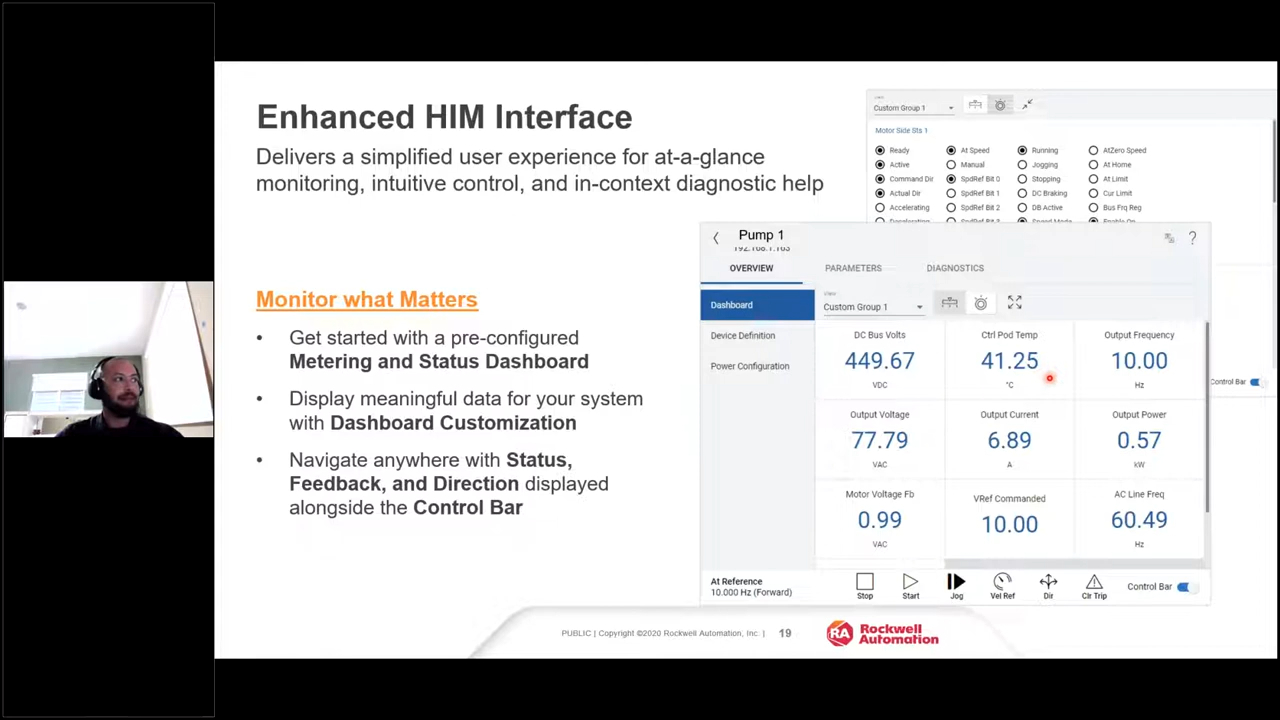 Enhanced HIM Interface
Delivers a simplified user experience for at-a-glance
monitoring, intuitive control, and in-context diagnostic help
Monitor what Matters
• Get started with a pre-configured
Metering and Status Dashboard
• Display meaningful data for your system
with Dashboard Customization
• Navigate anywhere with Status,
Feedback, and Direction displayed
alongside the Control Bar
Custom Group 1
Motor Side Sts 1
Ready At Speed Running AtZero Speed
Active Manual Jogging At Home
Command Dir SpdRef Bit 0 Stopping At Limit
Actual Dir SpdRef Bit 1 DC Braking Cur Limit
Accelerating SpdRef Bit 2 DB Active Bus Frq Reg
Control Bar
Pump 1
192.168.1.163
OVERVIEW PARAMETERS DIAGNOSTICS
Dashboard
Device Definition
Power Configuration
View
Custom Group 1
DC Bus Volts Ctrl Pod Temp Output Frequency
449.67 41.25 10.00
VDC °C Hz
Output Voltage Output Current Output Power
77.79 6.89 0.57
VAC A kW
Motor Voltage Fb VRef Commanded AC Line Freq
0.99 10.00 60.49
VAC Hz
At Reference
10.000 Hz (Forward)
Stop Start Jog Vel Ref Dir Clr Trip Control Bar
PUBLIC | Copyright ©2020 Rockwell Automation, Inc. | 19
RA Rockwell
Automation